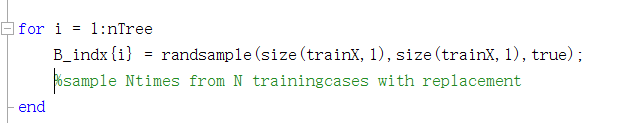 for i = 1:nTree
B_indx{i} = randsample(size(trainX,1),size(trainX,1),true);
%sample Ntimes from N trainingcases with replacement
end